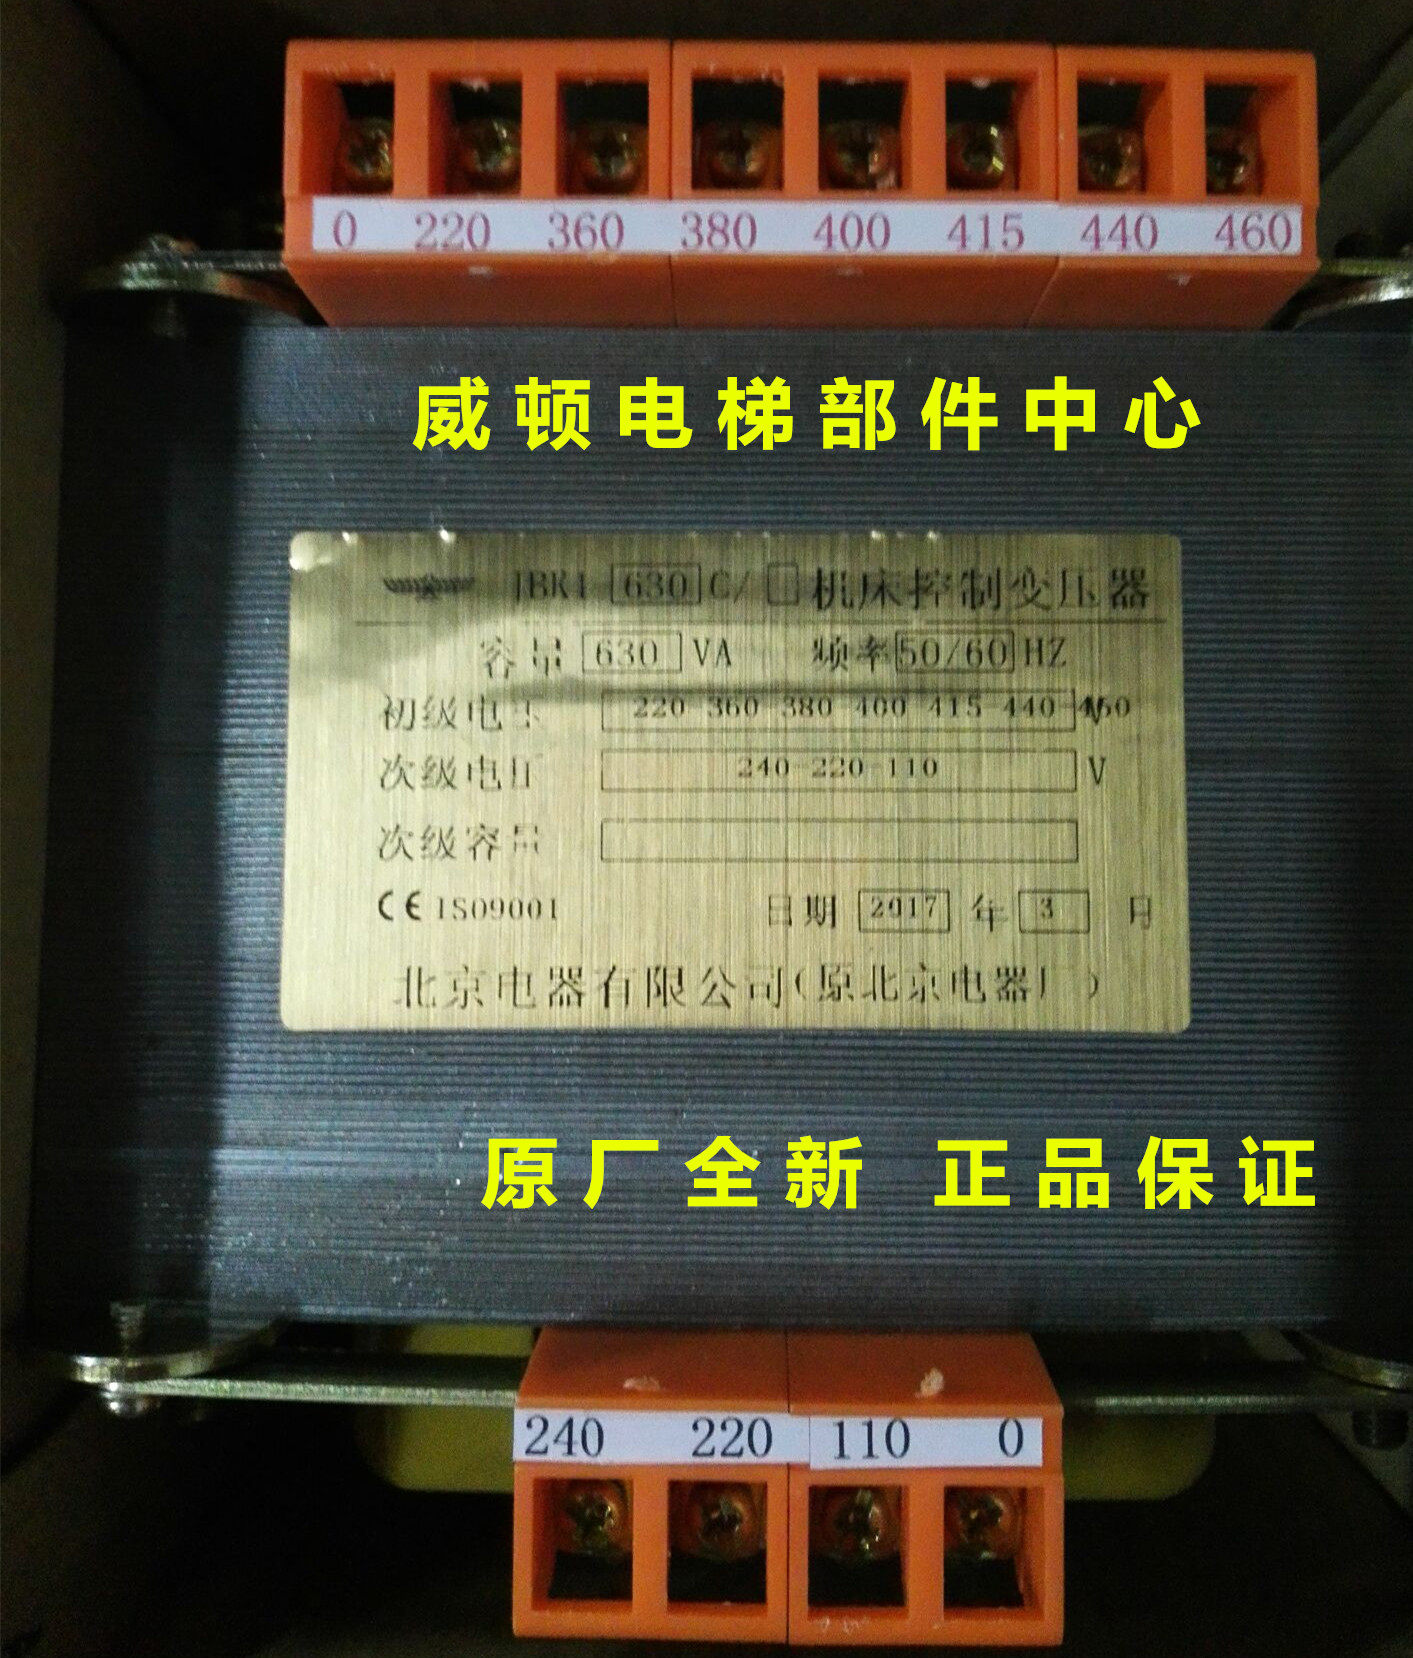 0 220 360 380 400 415 440 460
威顿电梯部件中心
JBK4-630C/ 机床控制变压器
容量 630 VA 频率 50/60 HZ
初级电压 220-360-380-400-415-440-460 V
次级电压 240-220-110 V
次级容量
CE ISO9001 日期 2017 年 3 月
北京电器有限公司(原北京电器厂)
原厂全新 正品保证
240 220 110 0